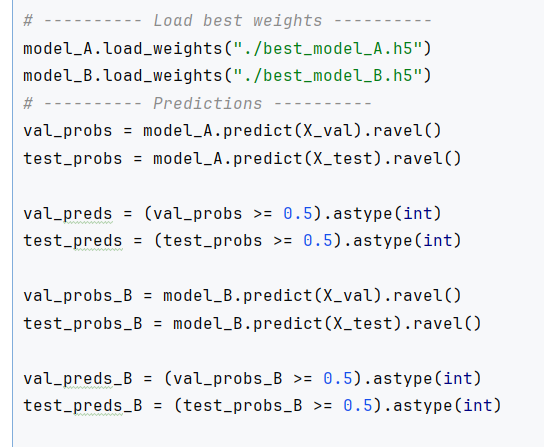 # ---------- Load best weights ----------
model_A.load_weights("./best_model_A.h5")
model_B.load_weights("./best_model_B.h5")
# ---------- Predictions ----------
val_probs = model_A.predict(X_val).ravel()
test_probs = model_A.predict(X_test).ravel()
val_preds = (val_probs >= 0.5).astype(int)
test_preds = (test_probs >= 0.5).astype(int)
val_probs_B = model_B.predict(X_val).ravel()
test_probs_B = model_B.predict(X_test).ravel()
val_preds_B = (val_probs_B >= 0.5).astype(int)
test_preds_B = (test_probs_B >= 0.5).astype(int)